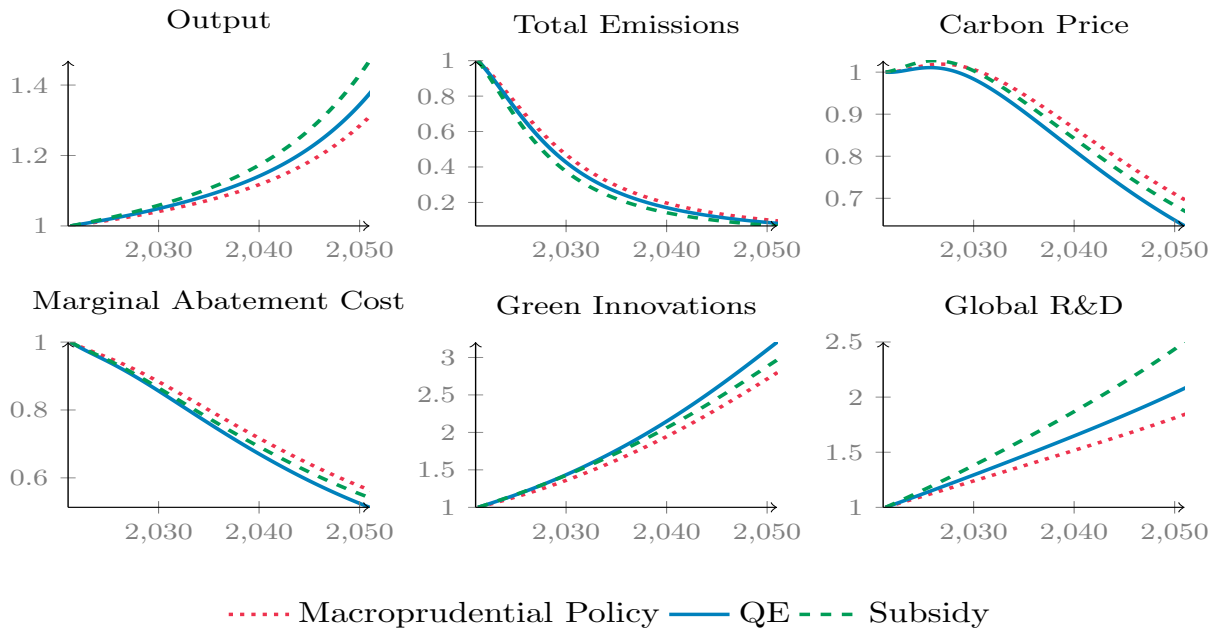 Output
Total Emissions
Carbon Price
1.4
1.2
1
2,030 2,040 2,050
1
0.8
0.6
0.4
0.2
2,030 2,040 2,050
1
0.9
0.8
0.7
2,030 2,040 2,050
Marginal Abatement Cost
Green Innovations
Global R&D
1
0.8
0.6
2,030 2,040 2,050
3
2.5
2
1.5
1
2,030 2,040 2,050
2.5
2
1.5
1
2,030 2,040 2,050
Macroprudential Policy QE Subsidy